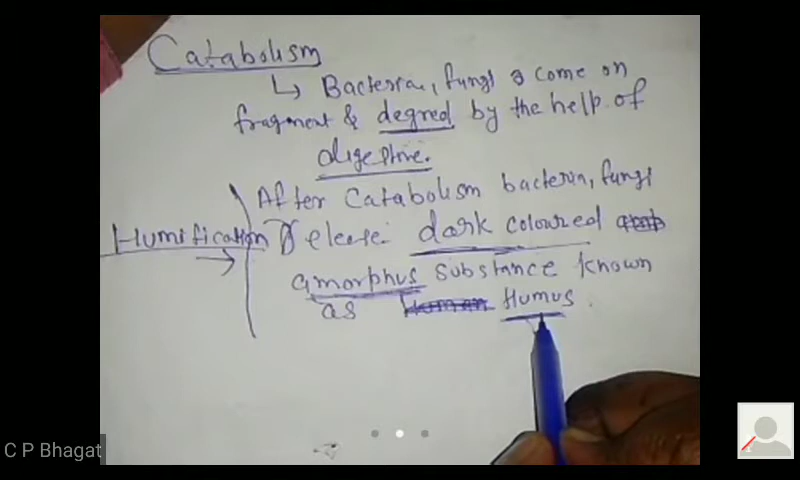 Catabolism
↳ Bacteria, fungi & come on
fragment & degred by the help of
digestive.
After Catabolism bacteria, fungi
Humification Release dark coloured
amorphus substance known
as Humus.
C P Bhagat